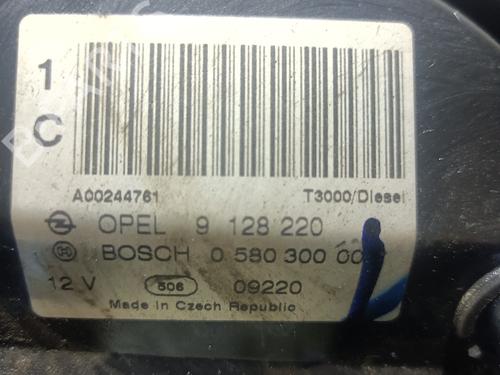 1
C
A00244761
T3000/Diesel
OPEL 9 128 220
BOSCH 0 580 300 00
12 V
506
09220
Made in Czech Republic